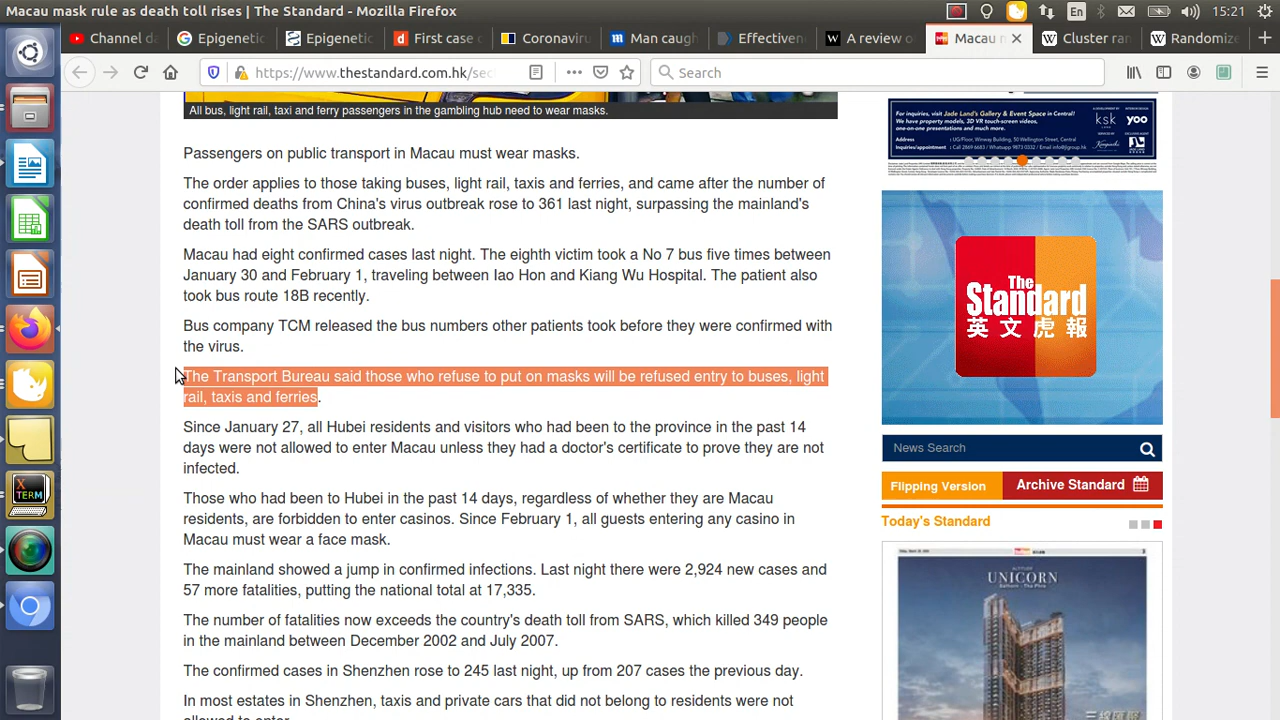 Macau mask rule as death toll rises | The Standard - Mozilla Firefox
En
15:21
Channel da
Epigenetic
Epigenetic
First case o
Coronaviru
Man caugh
Effectiven
A review o
Macau m
Cluster ran
Randomize
https://www.thestandard.com.hk/sec
Search
All bus, light rail, taxi and ferry passengers in the gambling hub need to wear masks.
Passengers on public transport in Macau must wear masks.
The order applies to those taking buses, light rail, taxis and ferries, and came after the number of
confirmed deaths from China's virus outbreak rose to 361 last night, surpassing the mainland's
death toll from the SARS outbreak.
Macau had eight confirmed cases last night. The eighth victim took a No 7 bus five times between
January 30 and February 1, traveling between Iao Hon and Kiang Wu Hospital. The patient also
took bus route 18B recently.
Bus company TCM released the bus numbers other patients took before they were confirmed with
the virus.
The Transport Bureau said those who refuse to put on masks will be refused entry to buses, light
rail, taxis and ferries.
Since January 27, all Hubei residents and visitors who had been to the province in the past 14
days were not allowed to enter Macau unless they had a doctor's certificate to prove they are not
infected.
Those who had been to Hubei in the past 14 days, regardless of whether they are Macau
residents, are forbidden to enter casinos. Since February 1, all guests entering any casino in
Macau must wear a face mask.
The mainland showed a jump in confirmed infections. Last night there were 2,924 new cases and
57 more fatalities, putting the national total at 17,335.
The number of fatalities now exceeds the country's death toll from SARS, which killed 349 people
in the mainland between December 2002 and July 2007.
The confirmed cases in Shenzhen rose to 245 last night, up from 207 cases the previous day.
In most estates in Shenzhen, taxis and private cars that did not belong to residents were not
allowed to enter
For inquiries, visit Jade Land's Gallery & Event Space in Central!
We have property models, 3D VR touch-screen videos,
one-on-one presentations and much more.
Address : UG/Floor, Winway Building, 50 Wellington Street, Central
ksk
LAND
yoo
The
Standard
英文虎報
News Search
Flipping Version
Archive Standard
Today's Standard
The Standard
UNICORN
X
TERM